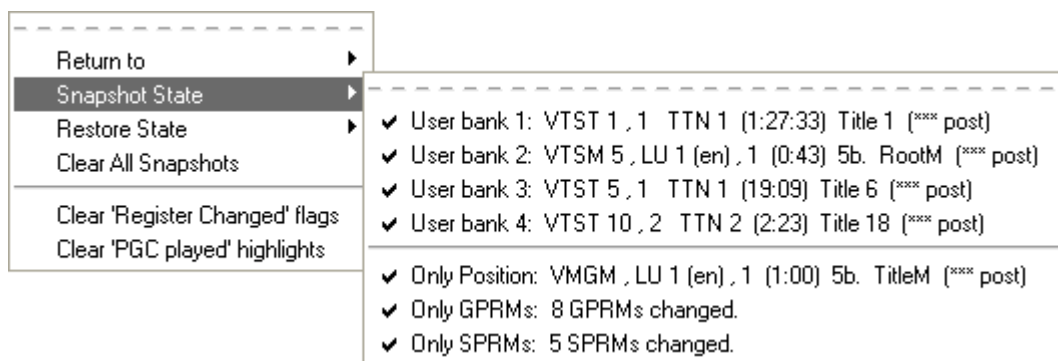 Return to
Snapshot State
Restore State
Clear All Snapshots
Clear 'Register Changed' flags
Clear 'PGC played' highlights
User bank 1: VTST 1 , 1 TTN 1 (1:27:33) Title 1 (*** post)
User bank 2: VTSM 5 , LU 1 (en) , 1 (0:43) 5b. RootM (*** post)
User bank 3: VTST 5 , 1 TTN 1 (19:09) Title 6 (*** post)
User bank 4: VTST 10 , 2 TTN 2 (2:23) Title 18 (*** post)
Only Position: VMGM , LU 1 (en) , 1 (1:00) 5b. TitleM (*** post)
Only GPRMs: 8 GPRMs changed.
Only SPRMs: 5 SPRMs changed.